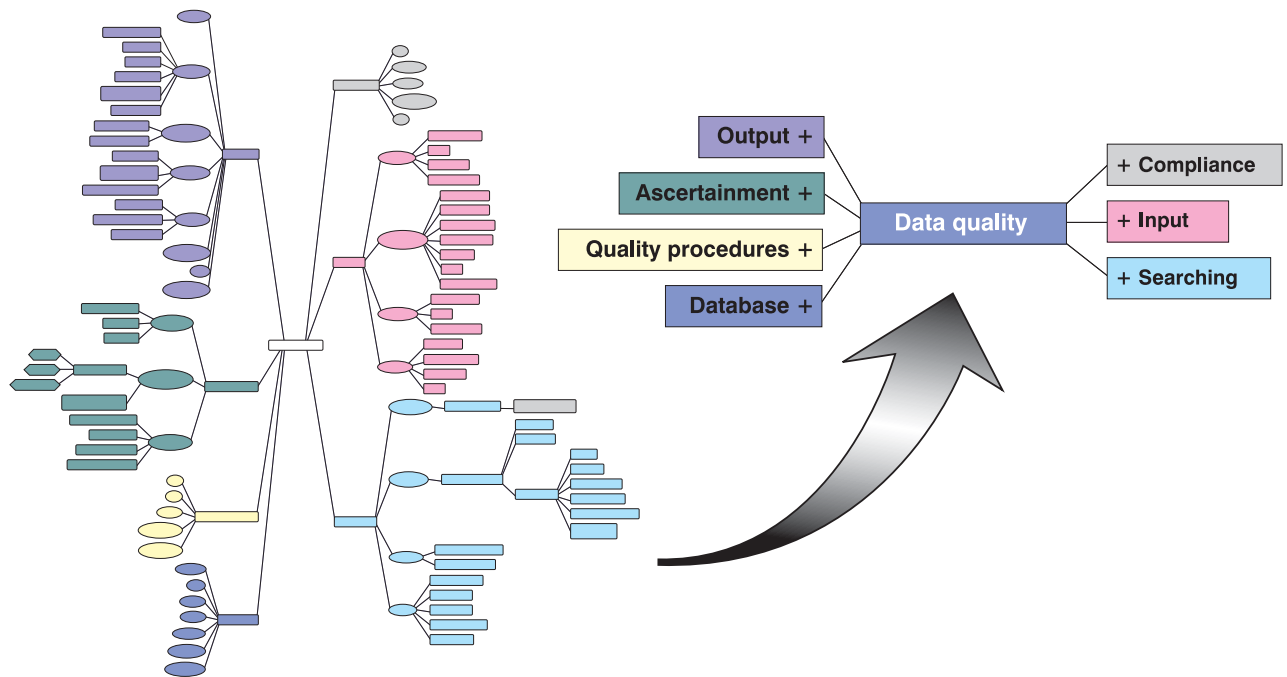 Output +
Ascertainment +
Quality procedures +
Database +
Data quality
+ Compliance
+ Input
+ Searching